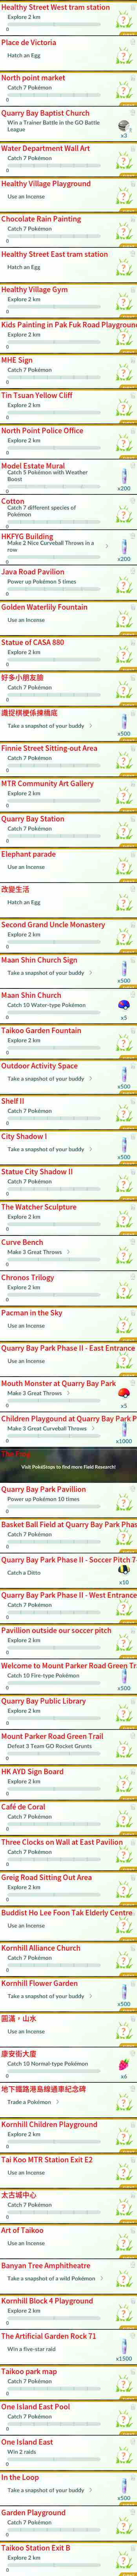 Healthy Street West tram station
Explore 2 km
0
Place de Victoria
Hatch an Egg
North point market
Catch 7 Pokémon
0
Quarry Bay Baptist Church
Win a Trainer Battle in the GO Battle
League
x3
0
Water Department Wall Art
Catch 7 Pokémon
0
Healthy Village Playground
Use an Incense
Chocolate Rain Painting
Catch 7 Pokémon
0
Healthy Street East tram station
Hatch an Egg
Healthy Village Gym
Explore 2 km
0
Kids Painting in Pak Fuk Road Playground
Explore 2 km
0
MHE Sign
Catch 7 Pokémon
0
Tin Tsuan Yellow Cliff
Explore 2 km
0
North Point Police Office
Explore 2 km
0
Model Estate Mural
Catch 5 Pokémon with Weather
Boost
x200
0
Cotton
Catch 7 different species of
Pokémon
0
HKFYG Building
Make 2 Nice Curveball Throws in a
row
x200
0
Java Road Pavilion
Power up Pokémon 5 times
0
Golden Waterlily Fountain
Use an Incense
Statue of CASA 880
Catch 7 Pokémon
0
好多小朋友臉
Catch 7 Pokémon
0
Take a snapshot of your buddy
x500
Finnie Street Sitting-out Area
Catch 7 Pokémon
0
MTR Community Art Gallery
Explore 2 km
0
Quarry Bay Station
Catch 7 Pokémon
0
Elephant parade
Use an Incense
改變生活
Hatch an Egg
Second Grand Uncle Monastery
Explore 2 km
0
Maan Shin Church Sign
Take a snapshot of your buddy
x500
Maan Shin Church
Catch 10 Water-type Pokémon
x5
0
Taikoo Garden Fountain
Explore 2 km
0
Outdoor Activity Space
Take a snapshot of your buddy
x500
Shelf II
Catch 7 Pokémon
0
City Shadow I
Take a snapshot of your buddy
x500
Statue City Shadow II
Catch 7 Pokémon
0
The Watcher Sculpture
Explore 2 km
0
Curve Bench
Make 3 Great Throws
0
Chronos Trilogy
Explore 2 km
0
Pacman in the Sky
Use an Incense
Quarry Bay Park Phase II - East Entrance
Use an Incense
Mouth Monster at Quarry Bay Park
Make 3 Great Throws
x5
0
Children Playgound at Quarry Bay Park P
Make 3 Great Curveball Throws
x1000
0
Visit PokéStops to find more Field Research!
Quarry Bay Park Pavillion
Power up Pokémon 10 times
0
Basket Ball Field at Quarry Bay Park Phas
Catch 7 Pokémon
0
Quarry Bay Park Phase II - Soccer Pitch 7-
Catch a Ditto
x10
Quarry Bay Park Phase II - West Entrance
Catch 7 Pokémon
0
Pavillion outside our soccer pitch
Explore 2 km
0
Welcome to Mount Parker Road Green Tr
Catch 10 Fire-type Pokémon
x500
0
Quarry Bay Public Library
Explore 2 km
0
Mount Parker Road Green Trail
Defeat 3 Team GO Rocket Grunts
0
HK AYD Sign Board
Explore 2 km
0
Café de Coral
Catch 7 Pokémon
0
Three Clocks on Wall at East Pavilion
Catch 7 Pokémon
0
Greig Road Sitting Out Area
Explore 2 km
0
Buddist Ho Lee Foon Tak Elderly Centre
Use an Incense
Kornhill Alliance Church
Catch 7 Pokémon
0
Kornhill Flower Garden
Take a snapshot of your buddy
x500
圓滿，山水
Use an Incense
康安街大廈
Catch 10 Normal-type Pokémon
x6
0
地下鐵路港島線通車紀念碑
Trade a Pokémon
Kornhill Children Playground
Explore 2 km
0
Tai Koo MTR Station Exit E2
Use an Incense
太古城中心
Catch 7 Pokémon
0
Art of Taikoo
Use an Incense
Banyan Tree Amphitheatre
Take a snapshot of a wild Pokémon
Kornhill Block 4 Playground
Explore 2 km
0
The Artificial Garden Rock 71
Win a five-star raid
x1500
Taikoo park map
Catch 7 Pokémon
0
One Island East Pool
Catch 7 Pokémon
0
One Island East
Win 2 raids
0
In the Loop
Take a snapshot of your buddy
x500
Garden Playground
Catch 7 Pokémon
0
Taikoo Station Exit B
Explore 2 km
0